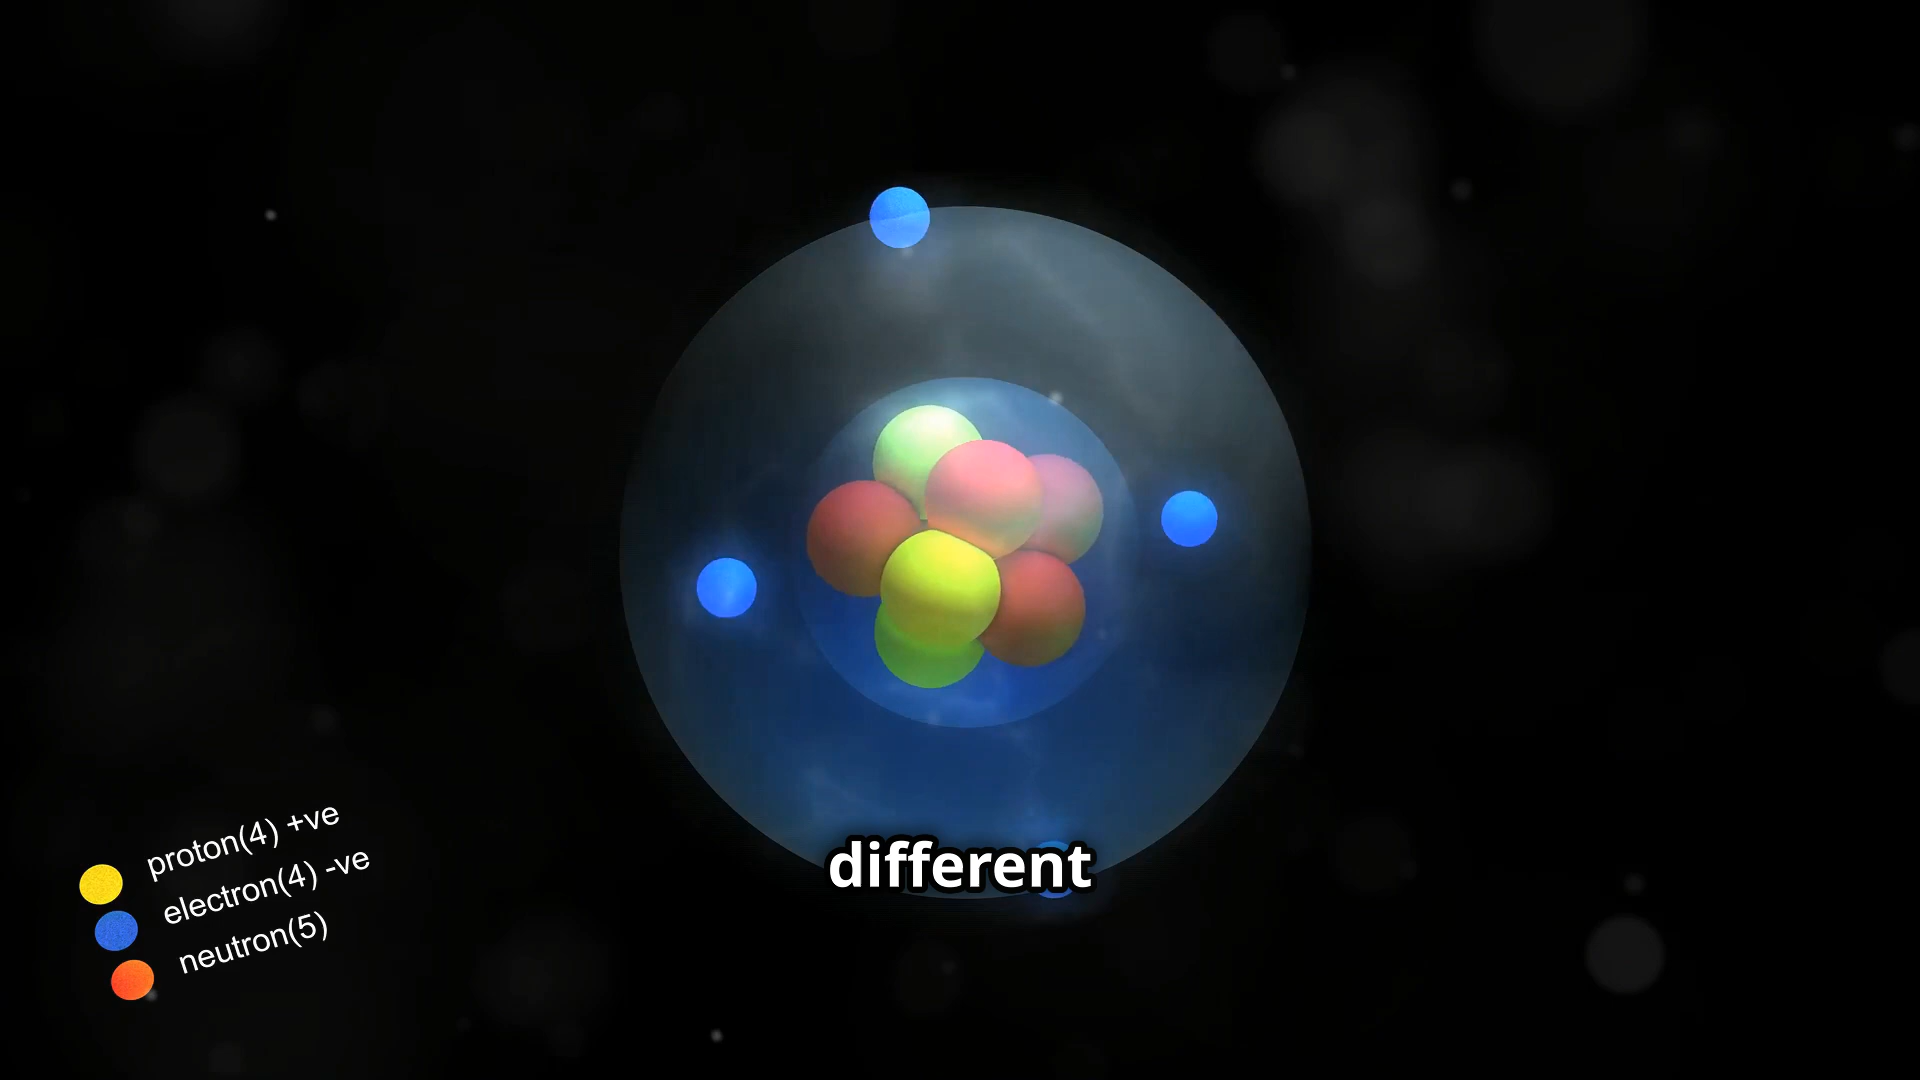 different
proton(4) +ve
electron(4) -ve
neutron(5)